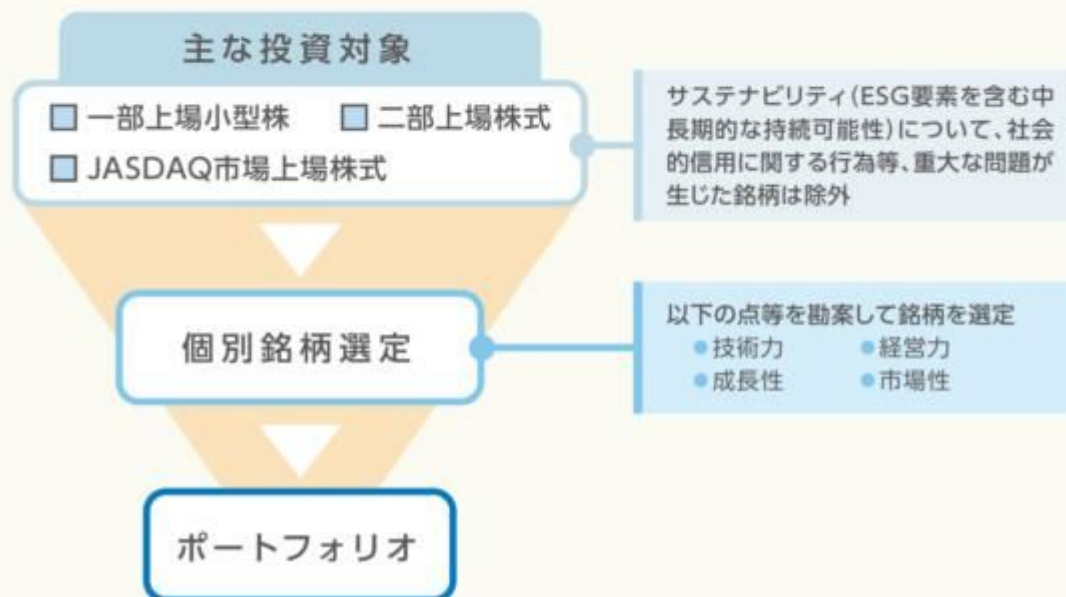 主な投資対象
一部上場小型株 二部上場株式
JASDAQ市場上場株式
サステナビリティ(ESG要素を含む中
長期的な持続可能性)について、社会
的信用に関する行為等、重大な問題が
生じた銘柄は除外
個別銘柄選定
以下の点等を勘案して銘柄を選定
●技術力 ●経営力
●成長性 ●市場性
ポートフォリオ